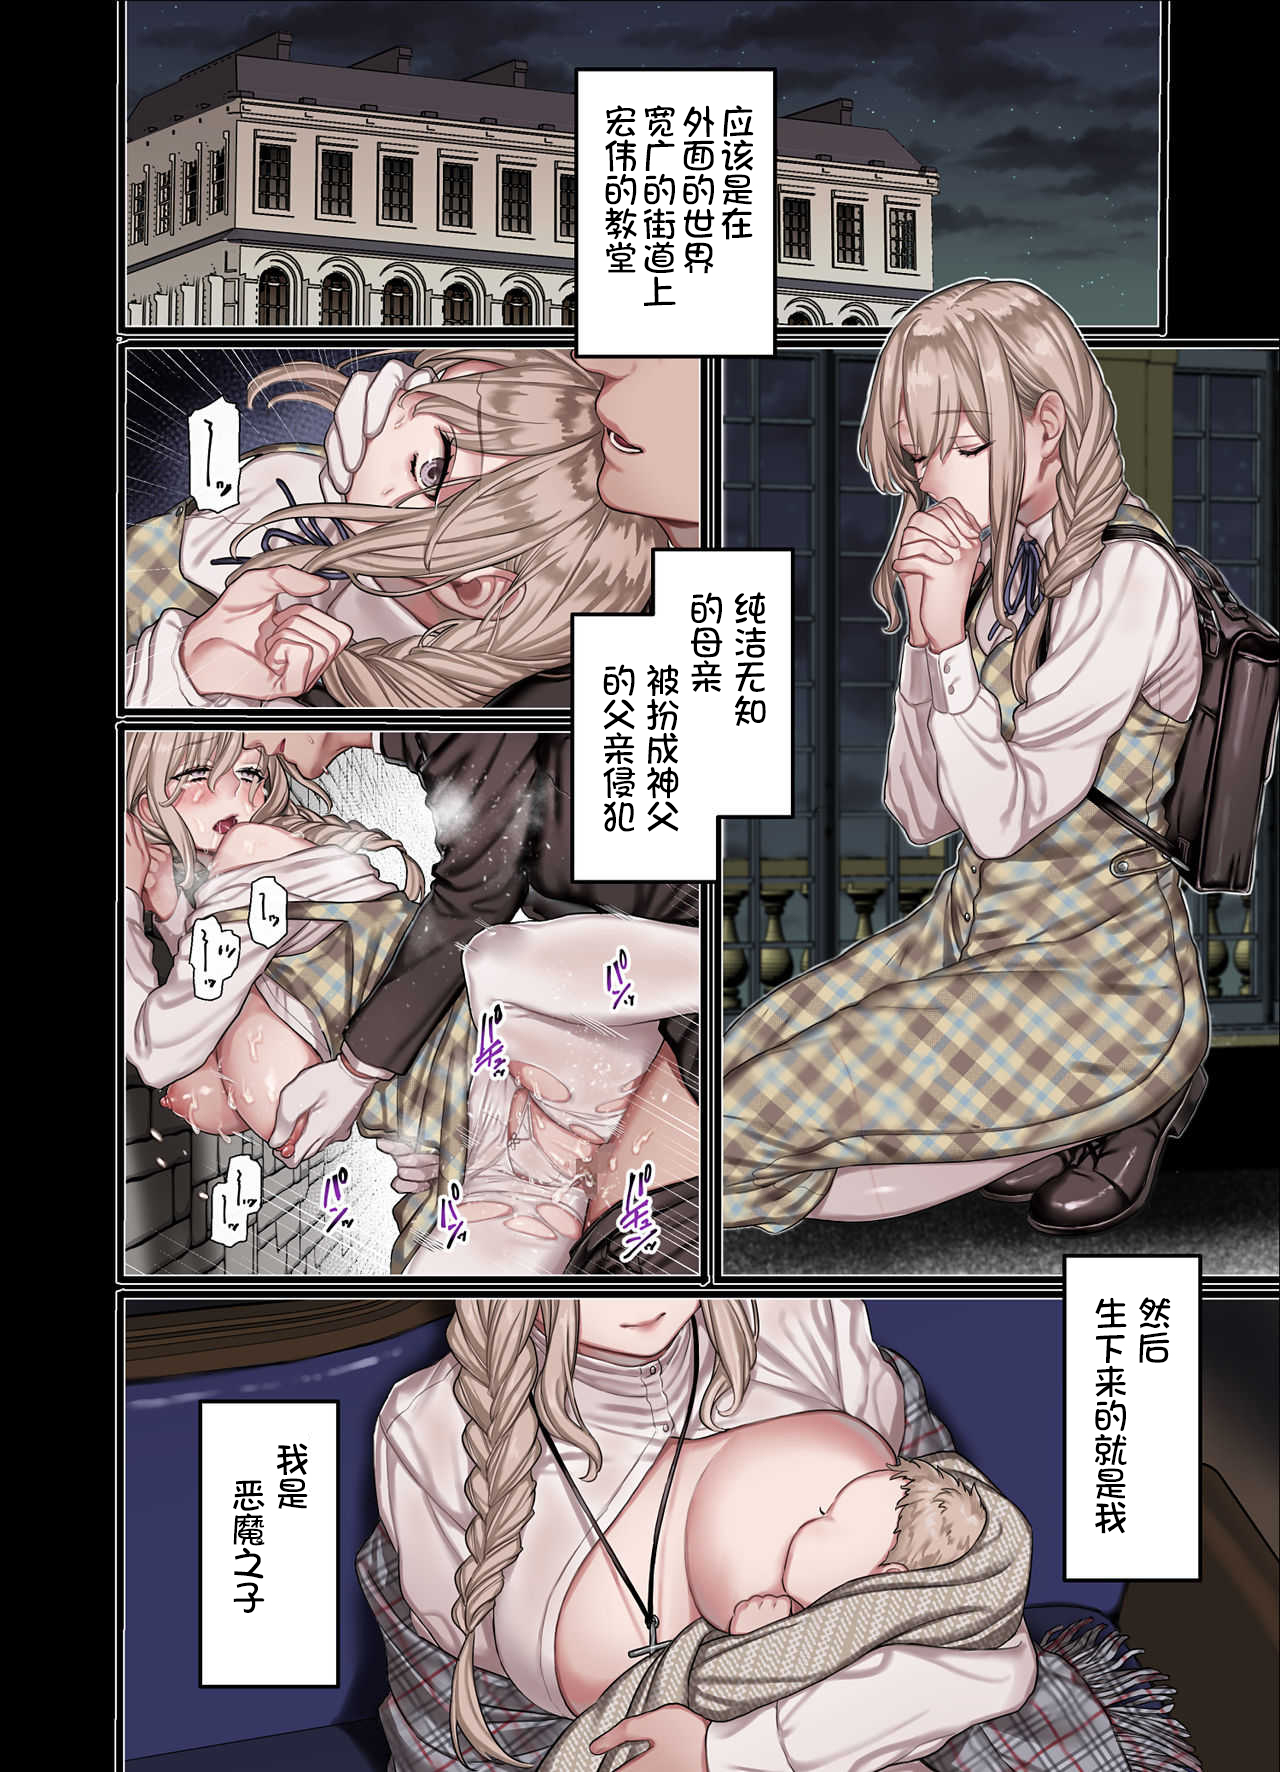 应该是在
外面的世界
宽广的街道上
宏伟的教堂
纯洁无知
的母亲
被扮成神父
的父亲侵犯
然后
生下来的就是我
我是
恶魔之子